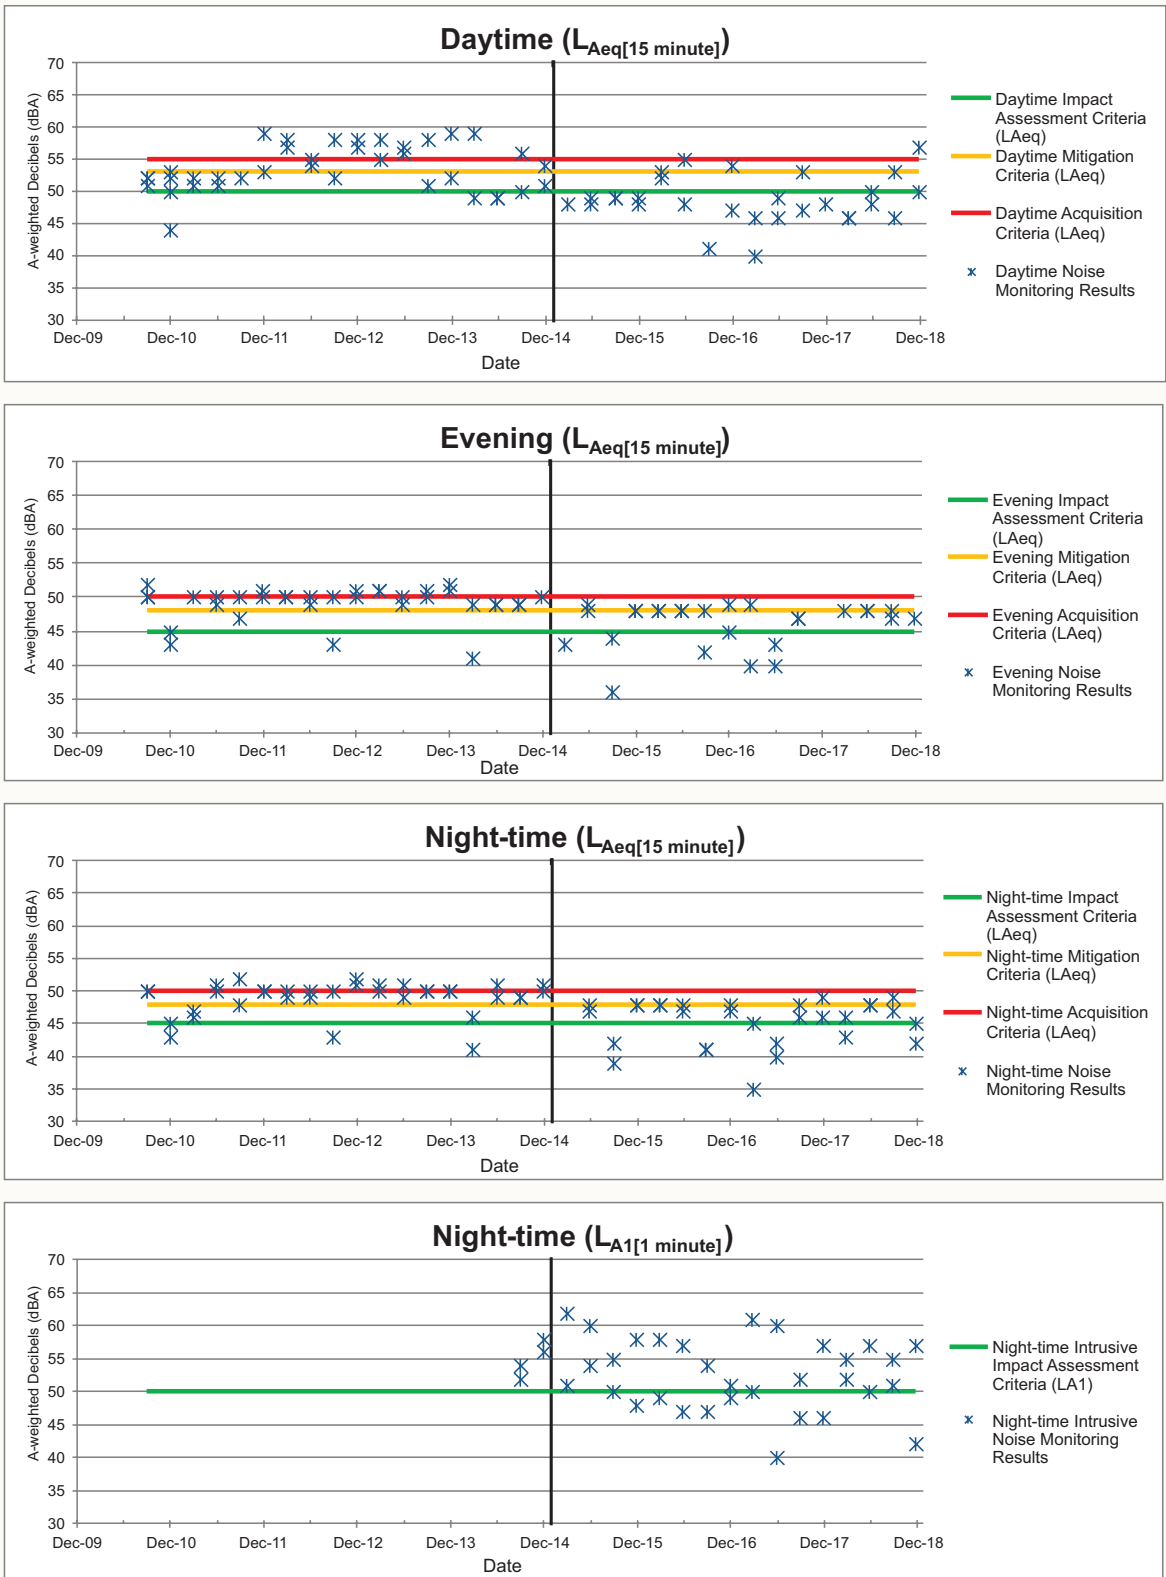 Daytime (LAeq[15 minute])
A-weighted Decibels (dBA)
70
65
60
55
50
45
40
35
30
Dec-09 Dec-10 Dec-11 Dec-12 Dec-13 Dec-14 Dec-15 Dec-16 Dec-17 Dec-18
Date
Daytime Impact
Assessment Criteria
(LAeq)
Daytime Mitigation
Criteria (LAeq)
Daytime Acquisition
Criteria (LAeq)
Daytime Noise
Monitoring Results
Evening (LAeq[15 minute])
A-weighted Decibels (dBA)
70
65
60
55
50
45
40
35
30
Dec-09 Dec-10 Dec-11 Dec-12 Dec-13 Dec-14 Dec-15 Dec-16 Dec-17 Dec-18
Date
Evening Impact
Assessment Criteria
(LAeq)
Evening Mitigation
Criteria (LAeq)
Evening Acquisition
Criteria (LAeq)
Evening Noise
Monitoring Results
Night-time (LAeq[15 minute])
A-weighted Decibels (dBA)
70
65
60
55
50
45
40
35
30
Dec-09 Dec-10 Dec-11 Dec-12 Dec-13 Dec-14 Dec-15 Dec-16 Dec-17 Dec-18
Date
Night-time Impact
Assessment Criteria
(LAeq)
Night-time Mitigation
Criteria (LAeq)
Night-time Acquisition
Criteria (LAeq)
Night-time Noise
Monitoring Results
Night-time (LA1[1 minute])
A-weighted Decibels (dBA)
70
65
60
55
50
45
40
35
30
Dec-09 Dec-10 Dec-11 Dec-12 Dec-13 Dec-14 Dec-15 Dec-16 Dec-17 Dec-18
Date
Night-time Intrusive
Impact Assessment
Criteria (LA1)
Night-time Intrusive
Noise Monitoring
Results